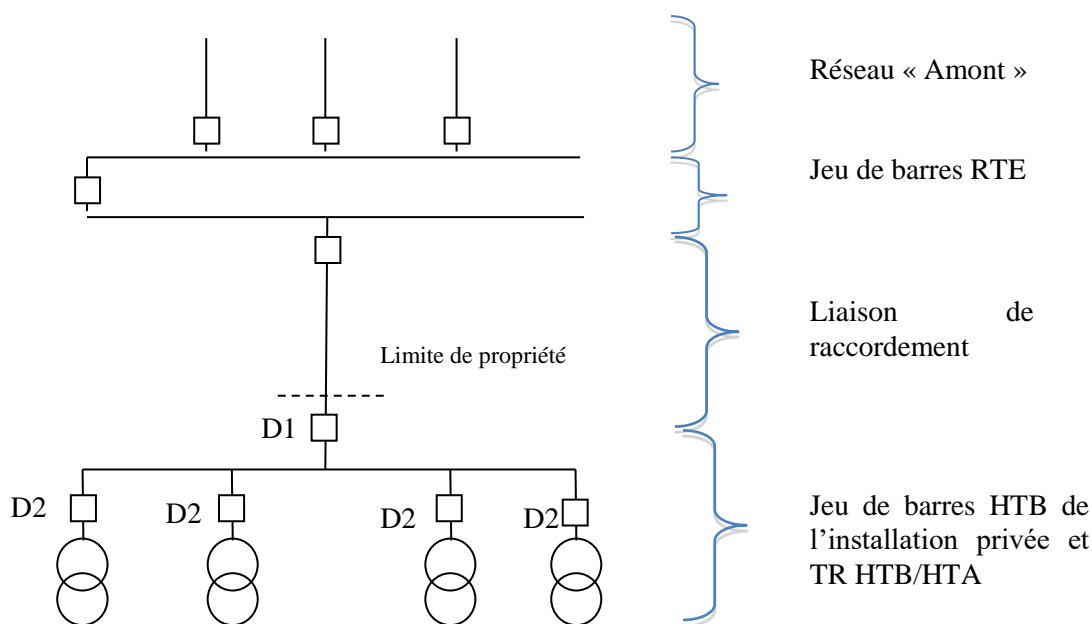 Réseau « Amont »
Jeu de barres RTE
Liaison de
raccordement
Limite de propriété
D1
D2
D2
D2
D2
Jeu de barres HTB de
l’installation privée et
TR HTB/HTA